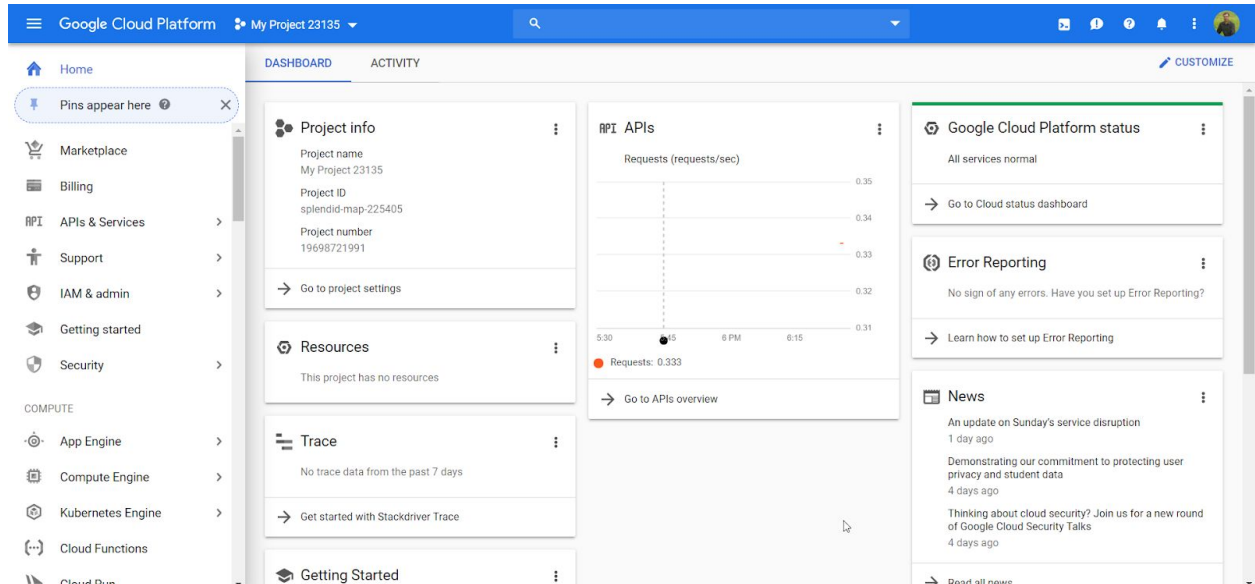 Google Cloud Platform
My Project 23135
Home
Pins appear here
Marketplace
Billing
API APIs & Services
Support
IAM & admin
Getting started
Security
COMPUTE
App Engine
Compute Engine
Kubernetes Engine
Cloud Functions
Cloud Run
DASHBOARD ACTIVITY
CUSTOMIZE
Project info
Project name
My Project 23135
Project ID
splendid-map-225405
Project number
19698721991
Go to project settings
Resources
This project has no resources
Trace
No trace data from the past 7 days
Get started with Stackdriver Trace
Getting Started
API APIs
Requests (requests/sec)
0.35
0.34
0.33
0.32
0.31
5:30 6 PM 6:15
Requests: 0.333
Go to APIs overview
Google Cloud Platform status
All services normal
Go to Cloud status dashboard
Error Reporting
No sign of any errors. Have you set up Error Reporting?
Learn how to set up Error Reporting
News
An update on Sunday's service disruption
1 day ago
Demonstrating our commitment to protecting user
privacy and student data
4 days ago
Thinking about cloud security? Join us for a new round
of Google Cloud Security Talks
4 days ago
Read all news